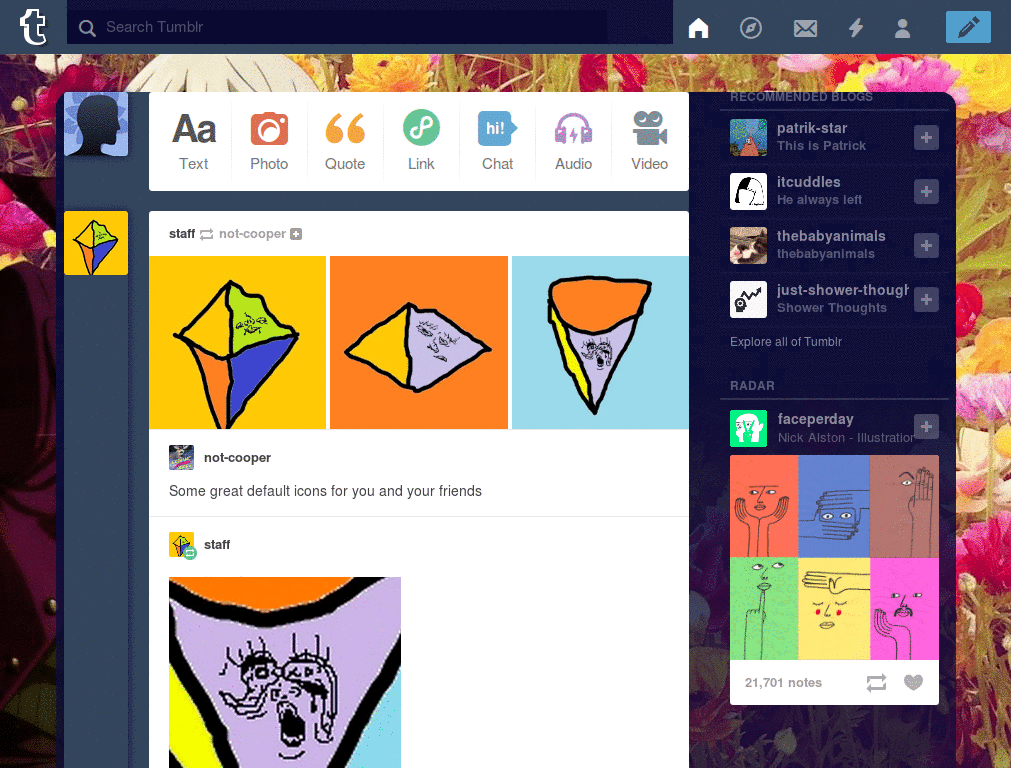 t
Search Tumblr
Aa
hi!
Text
Photo
Quote
Link
Chat
Audio
Video
staff not-cooper
not-cooper
Some great default icons for you and your friends
staff
RECOMMENDED BLOGS
patrik-star
This is Patrick
itcuddles
He always left
thebabyanimals
thebabyanimals
just-shower-though
Shower Thoughts
Explore all of Tumblr
RADAR
faceperday
Nick Alston - Illustration
21,701 notes